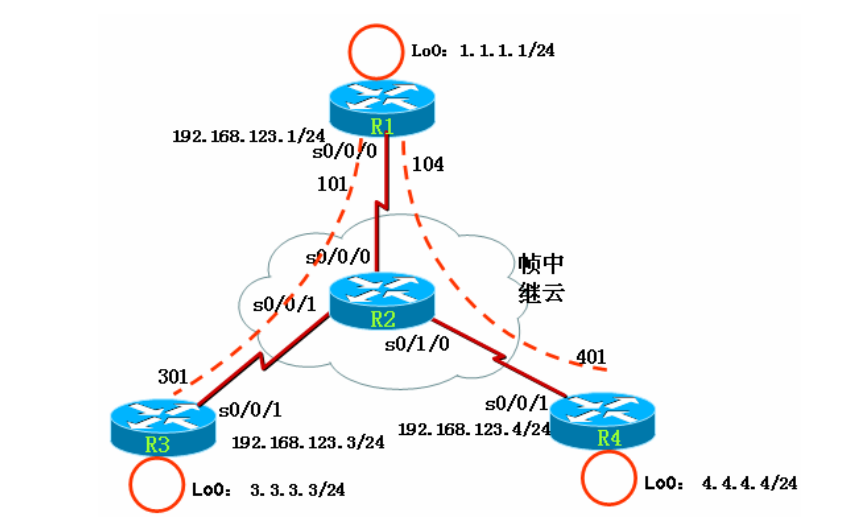 Lo0: 1.1.1.1/24
R1
192.168.123.1/24
s0/0/0
104
101
s0/0/0
帧中
继云
s0/0/1
R2
s0/1/0
401
301
s0/0/1
s0/0/1
R3
192.168.123.3/24
192.168.123.4/24
R4
Lo0: 3.3.3.3/24
Lo0: 4.4.4.4/24